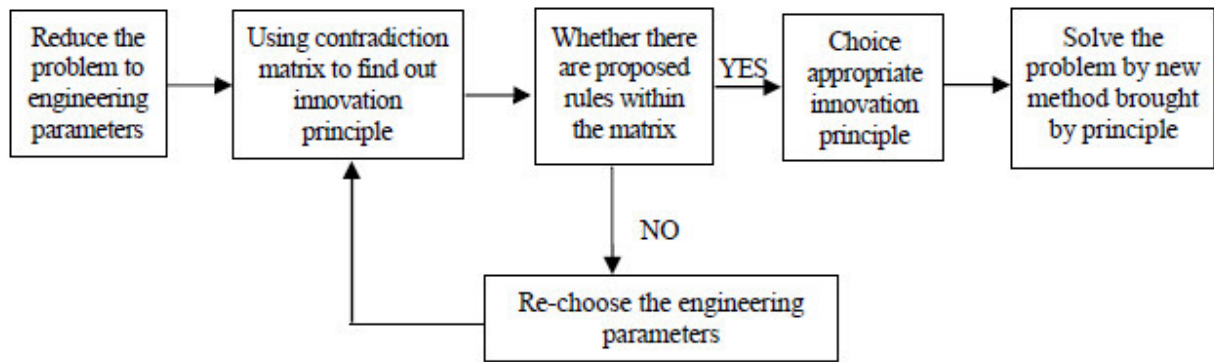 Reduce the
problem to
engineering
parameters
Using contradiction
matrix to find out
innovation
principle
Whether there
are proposed
rules within
the matrix
YES
Choice
appropriate
innovation
principle
Solve the
problem by new
method brought
by principle
NO
Re-choose the engineering
parameters